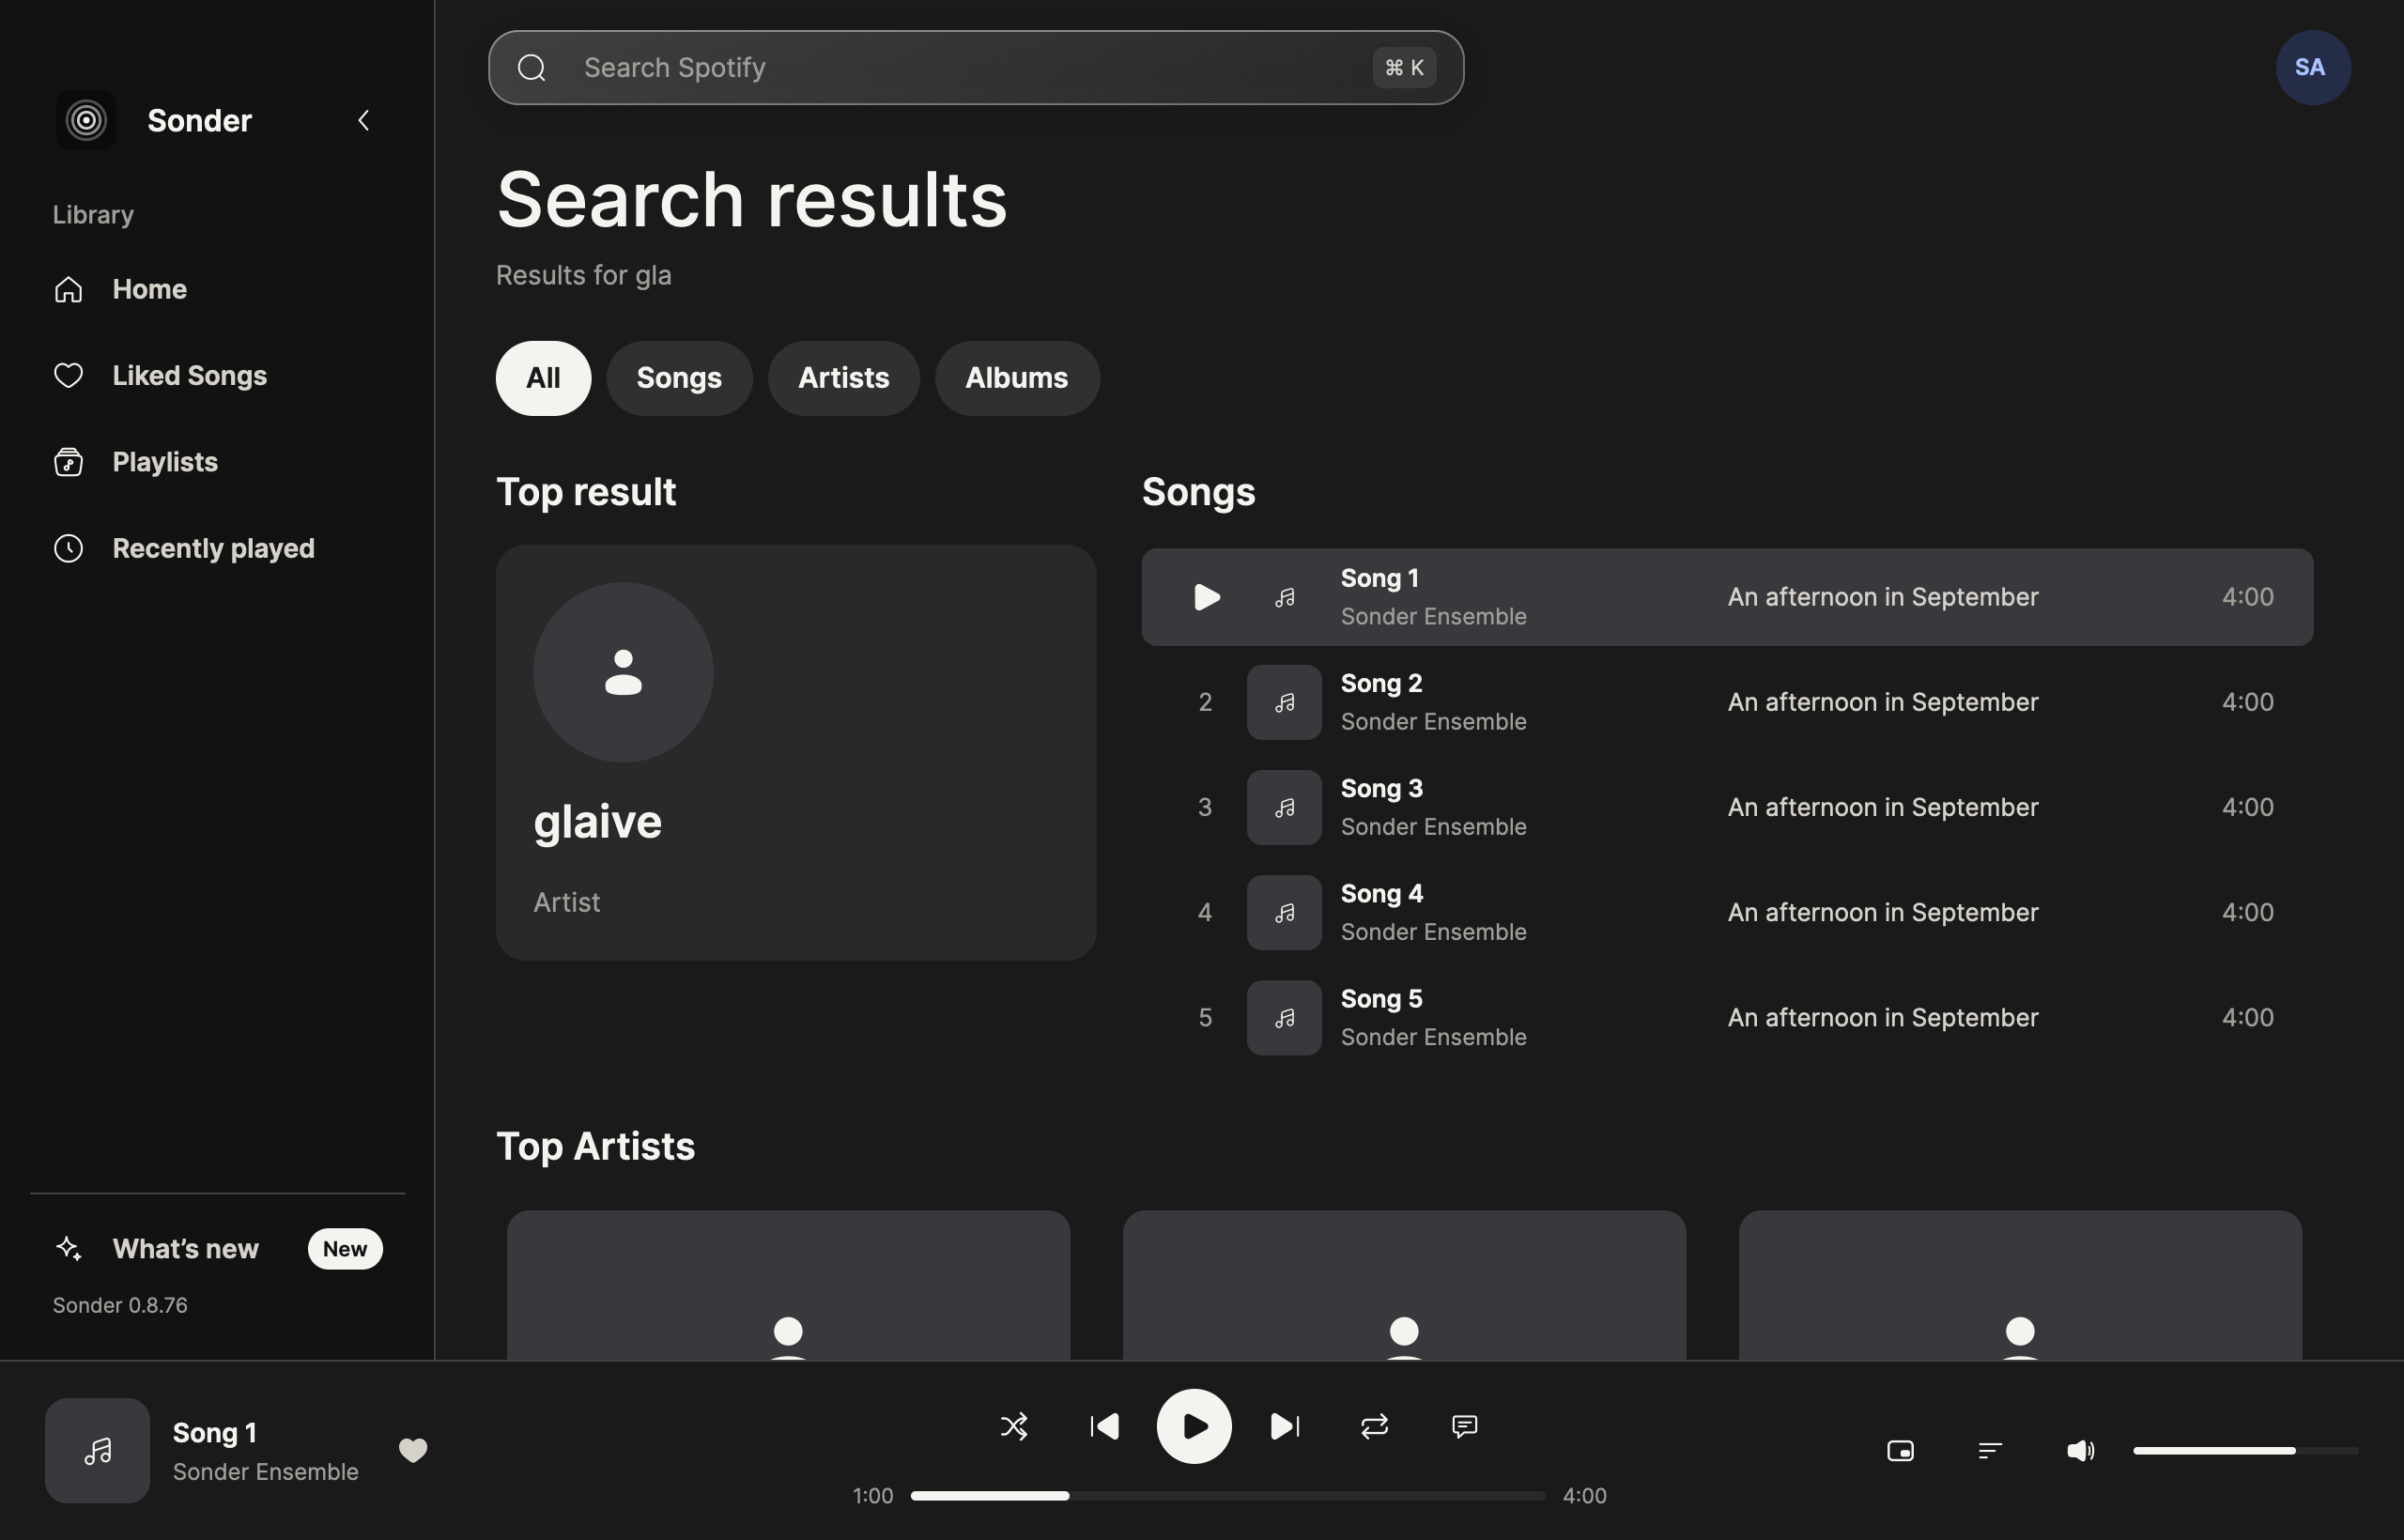 Search Spotify
⌘ K
SA
Sonder
Library
Home
Liked Songs
Playlists
Recently played
What’s new
New
Sonder 0.8.76
Search results
Results for gla
All
Songs
Artists
Albums
Top result
glaive
Artist
Songs
Song 1
Sonder Ensemble
An afternoon in September
4:00
2
Song 2
Sonder Ensemble
An afternoon in September
4:00
3
Song 3
Sonder Ensemble
An afternoon in September
4:00
4
Song 4
Sonder Ensemble
An afternoon in September
4:00
5
Song 5
Sonder Ensemble
An afternoon in September
4:00
Top Artists
Song 1
Sonder Ensemble
1:00
4:00